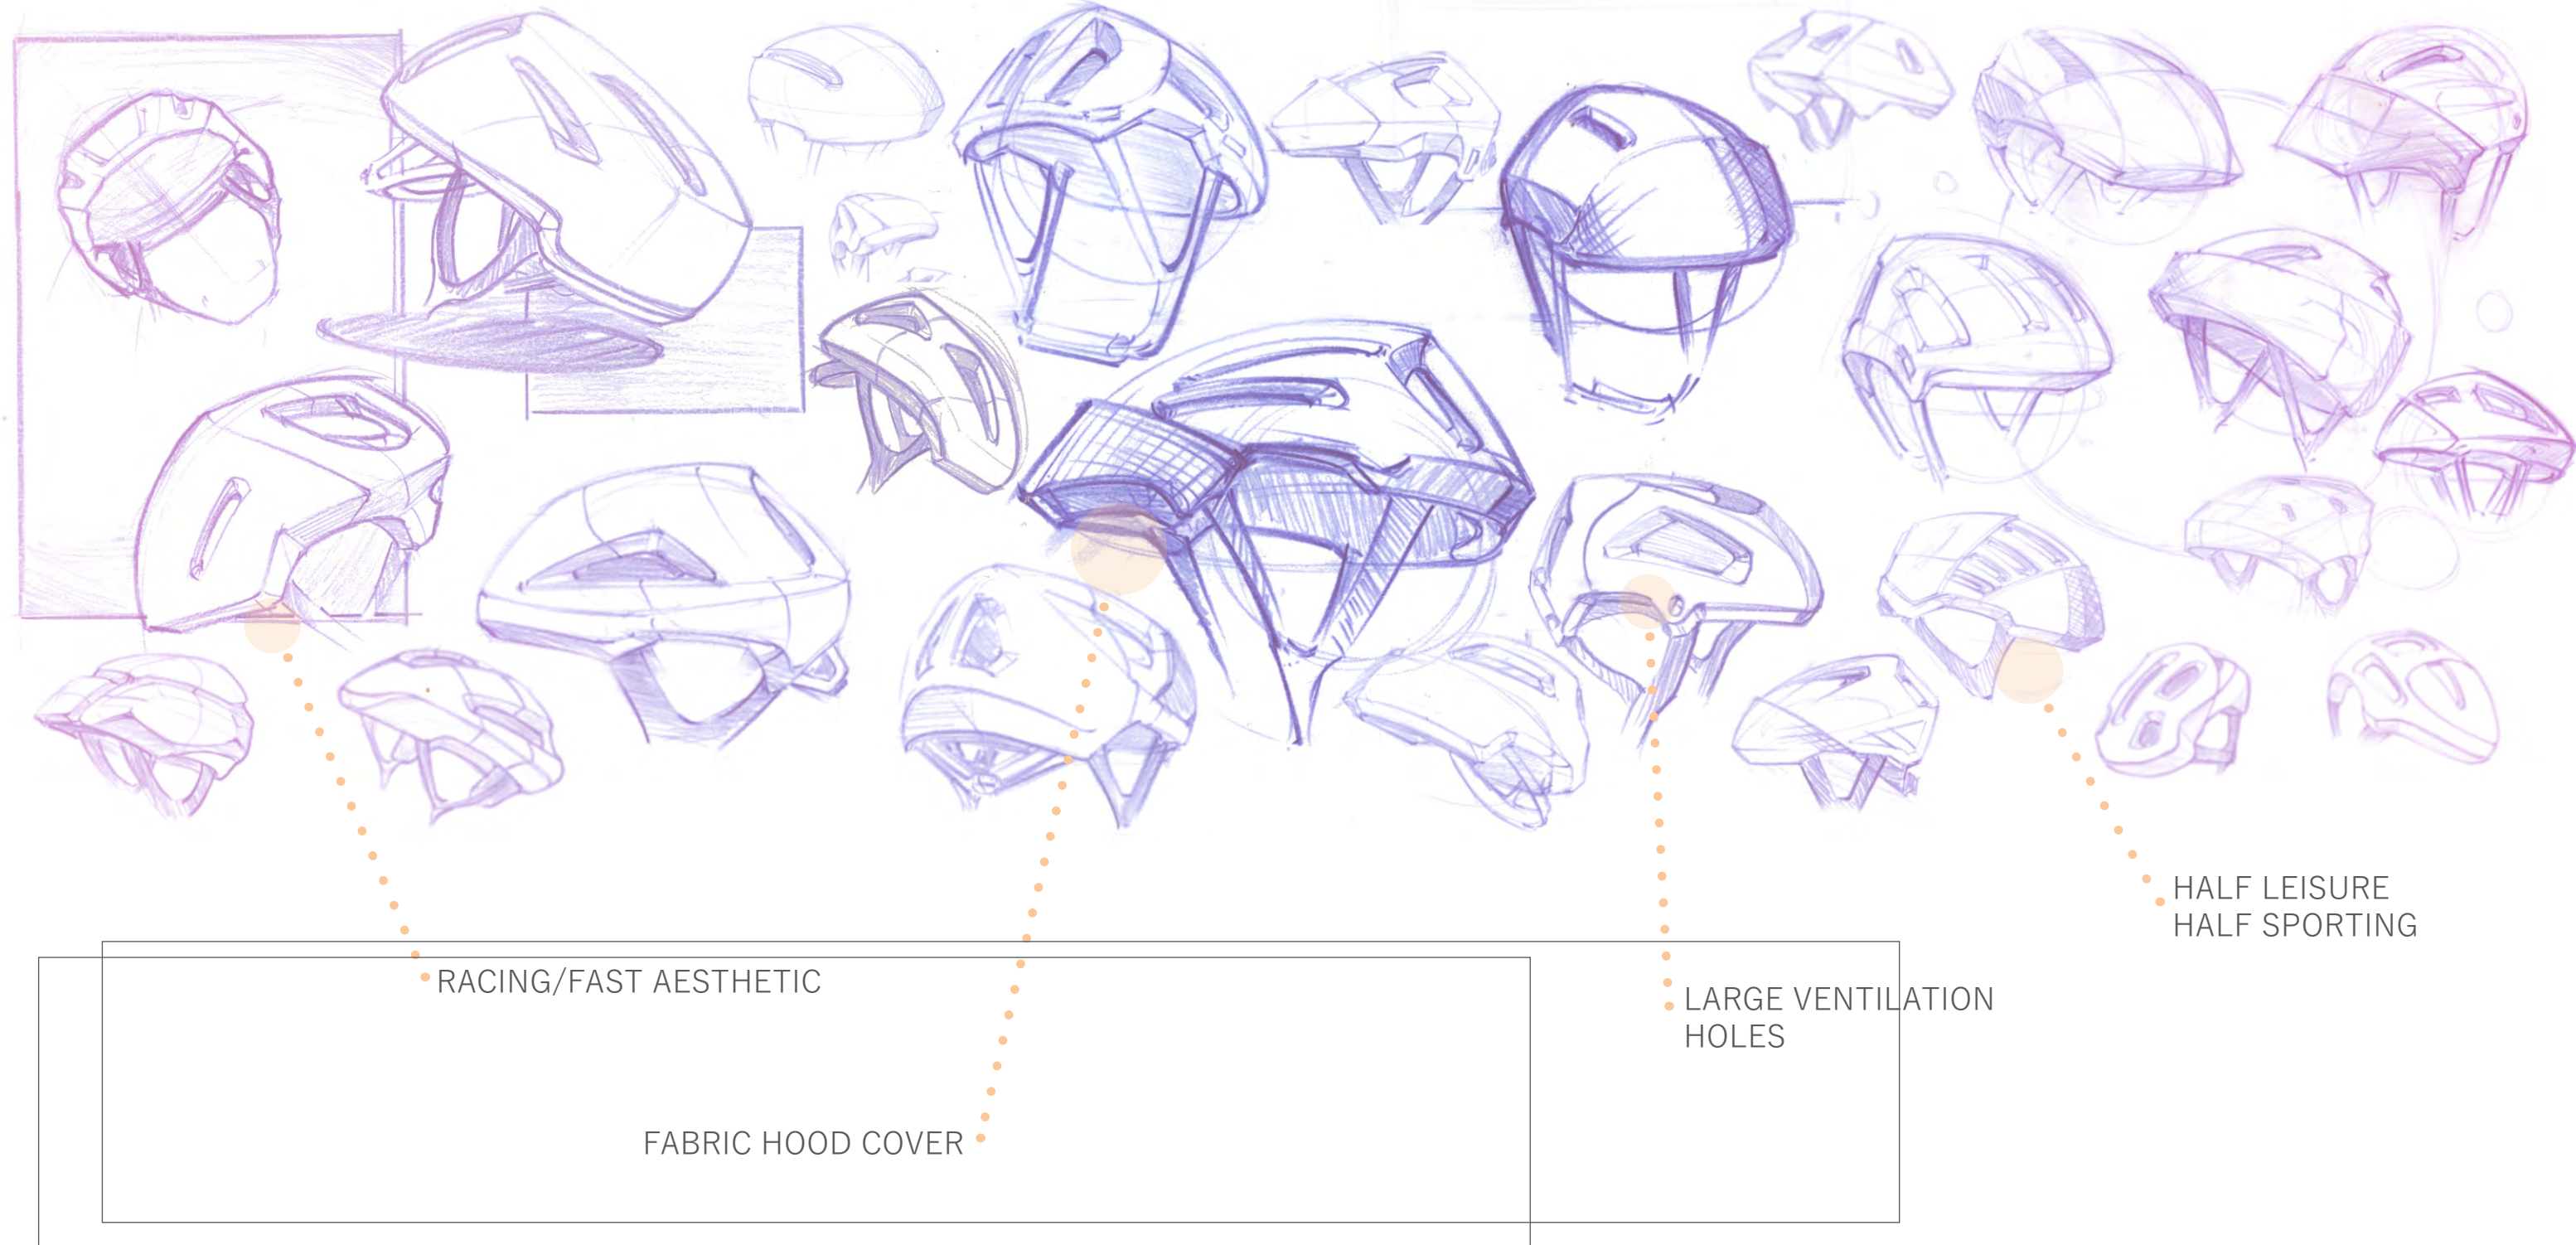 HALF LEISURE
HALF SPORTING
RACING/FAST AESTHETIC
LARGE VENTILATION
HOLES
FABRIC HOOD COVER